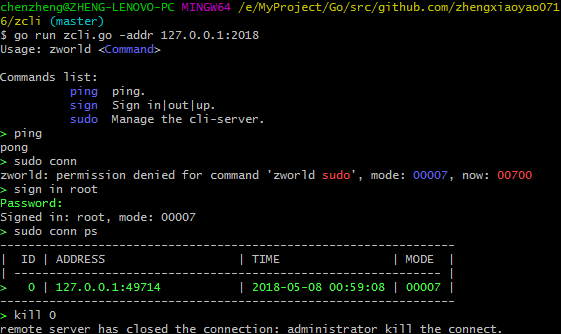 chenzheng@ZHENG-LENOVO-PC MINGW64 /e/MyProject/Go/src/github.com/zhengxiaoyao071
6/zcli (master)
$ go run zcli.go -addr 127.0.0.1:2018
Usage: zworld <Command>
Commands list:
ping  ping.
sign  Sign in|out|up.
sudo  Manage the cli-server.
> ping
pong
> sudo conn
zworld: permission denied for command 'zworld sudo', mode: 00007, now: 00700
> sign in root
Password:
Signed in: root, mode: 00007
> sudo conn ps
---------------------------------------------------------------
|  ID | ADDRESS                  | TIME                | MODE  |
| ----------------------------------------------------------- |
>   0 | 127.0.0.1:49714          | 2018-05-08 00:59:08 | 00007 |
---------------------------------------------------------------
> kill 0
remote server has closed the connection: administrator kill the connect.